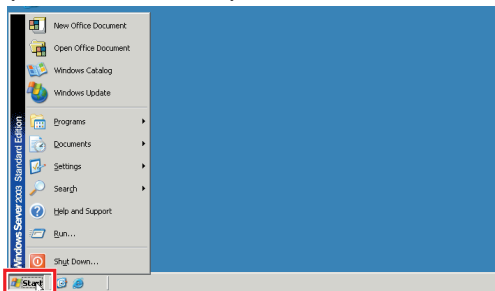 New Office Document
Open Office Document
Windows Catalog
Windows Update
Programs
Documents
Settings
Search
Help and Support
Run...
Shut Down...
Windows Server 2003 Standard Edition
Start